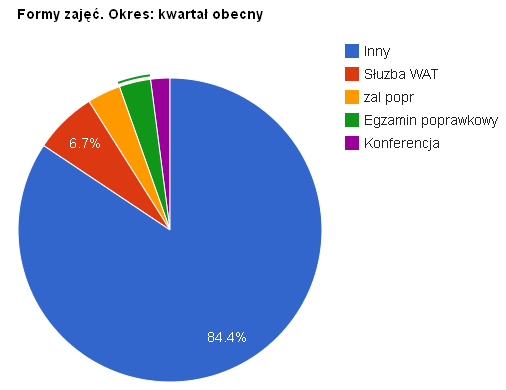 Formy zajęć. Okres: kwartał obecny
Inny
Służba WAT
zal popr
Egzamin poprawkowy
Konferencja
6.7%
84.4%